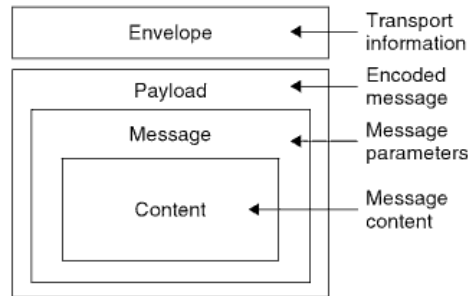 Envelope
Transport
information
Payload
Encoded
message
Message
Message
parameters
Content
Message
content